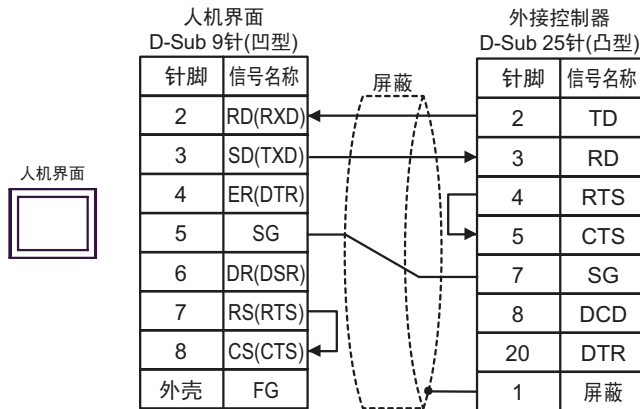 人机界面
D-Sub 9针(凹型)
针脚 信号名称
2 RD(RXD)
3 SD(TXD)
4 ER(DTR)
5 SG
6 DR(DSR)
7 RS(RTS)
8 CS(CTS)
外壳 FG
屏蔽
人机界面
外接控制器
D-Sub 25针(凸型)
针脚 信号名称
2 TD
3 RD
4 RTS
5 CTS
7 SG
8 DCD
20 DTR
1 屏蔽